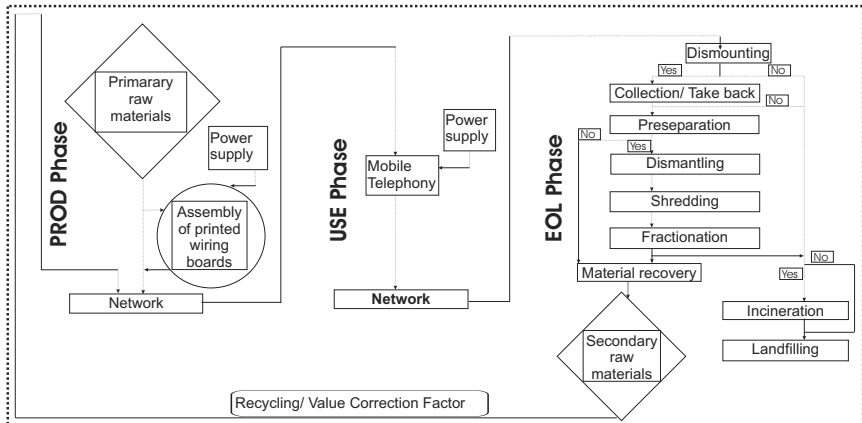 PROD Phase
Primarary
raw
materials
Power
supply
Assembly
of printed
wiring
boards
Network
USE Phase
Power
supply
Mobile
Telephony
Network
EOL Phase
Dismounting
Yes
No
Collection/ Take back
No
Preseparation
No
Yes
Dismantling
Shredding
Fractionation
No
Material recovery
Yes
Incineration
Landfilling
Secondary
raw
materials
Recycling/ Value Correction Factor